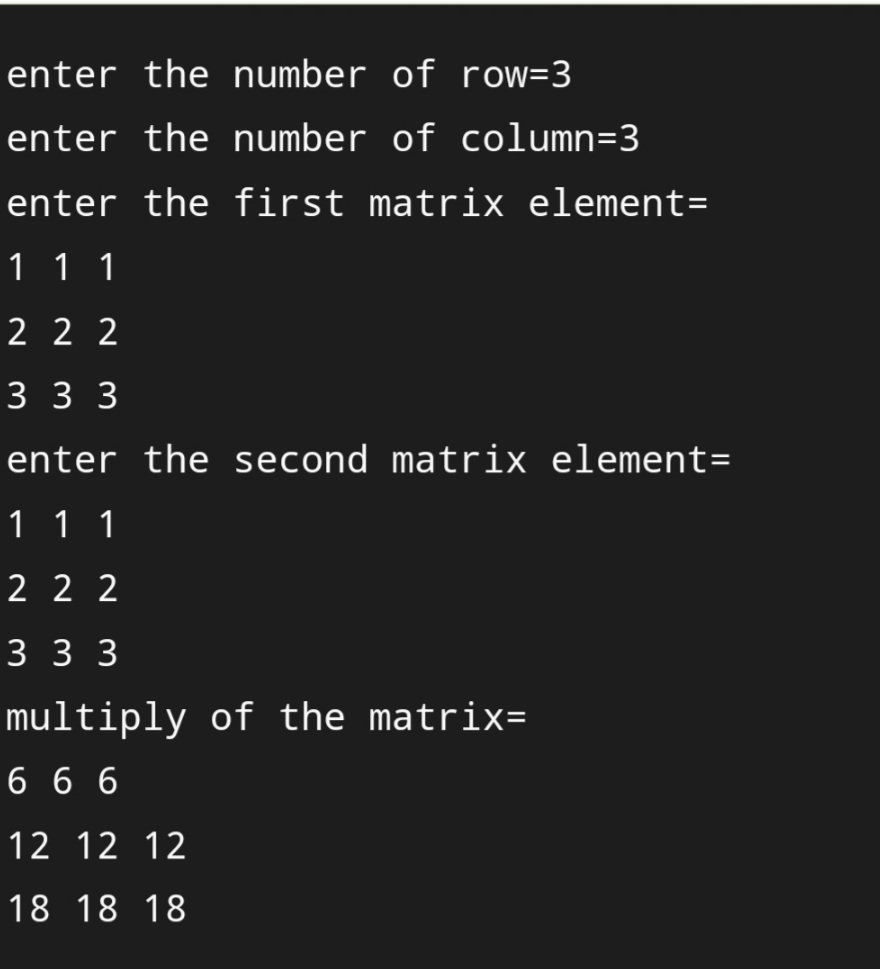 enter the number of row=3
enter the number of column=3
enter the first matrix element=
1 1 1
2 2 2
3 3 3
enter the second matrix element=
1 1 1
2 2 2
3 3 3
multiply of the matrix=
6 6 6
12 12 12
18 18 18